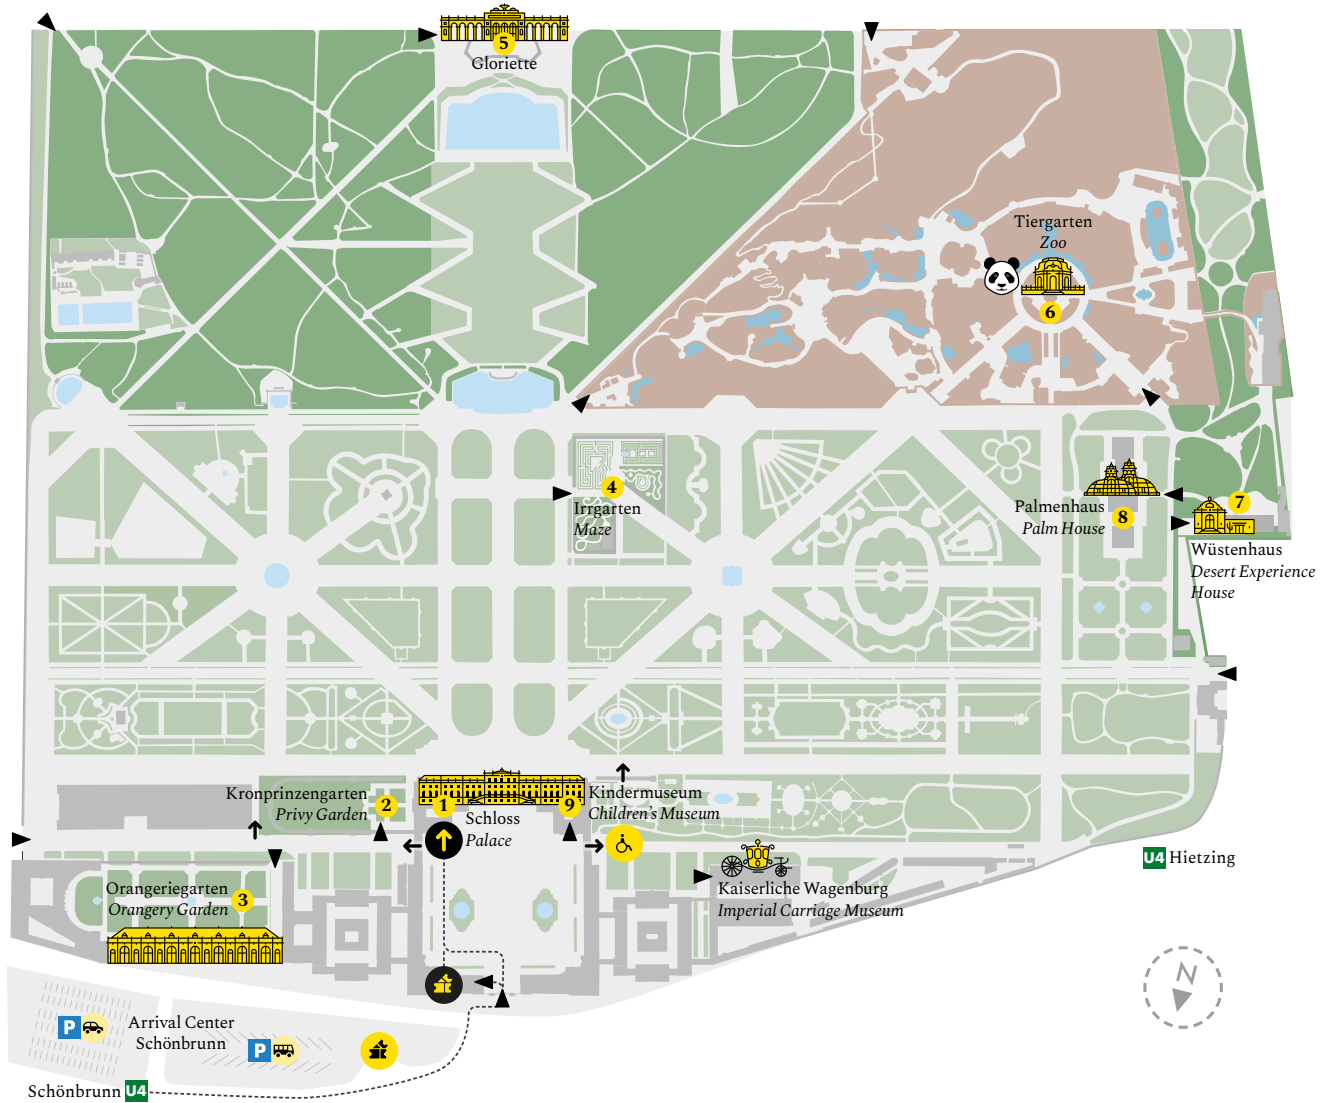 5
Gloriette
Tiergarten
Zoo
6
4
Irrgarten
Maze
Palmenhaus
Palm House
8
7
Wüstenhaus
Desert Experience
House
Kronprinzengarten
Privy Garden
2
1
9
Schloss
Palace
Kindermuseum
Children's Museum
U4 Hietzing
Orangeriegarten
Orangery Garden
3
Kaiserliche Wagenburg
Imperial Carriage Museum
N
P
Arrival Center
Schönbrunn
P
Schönbrunn U4